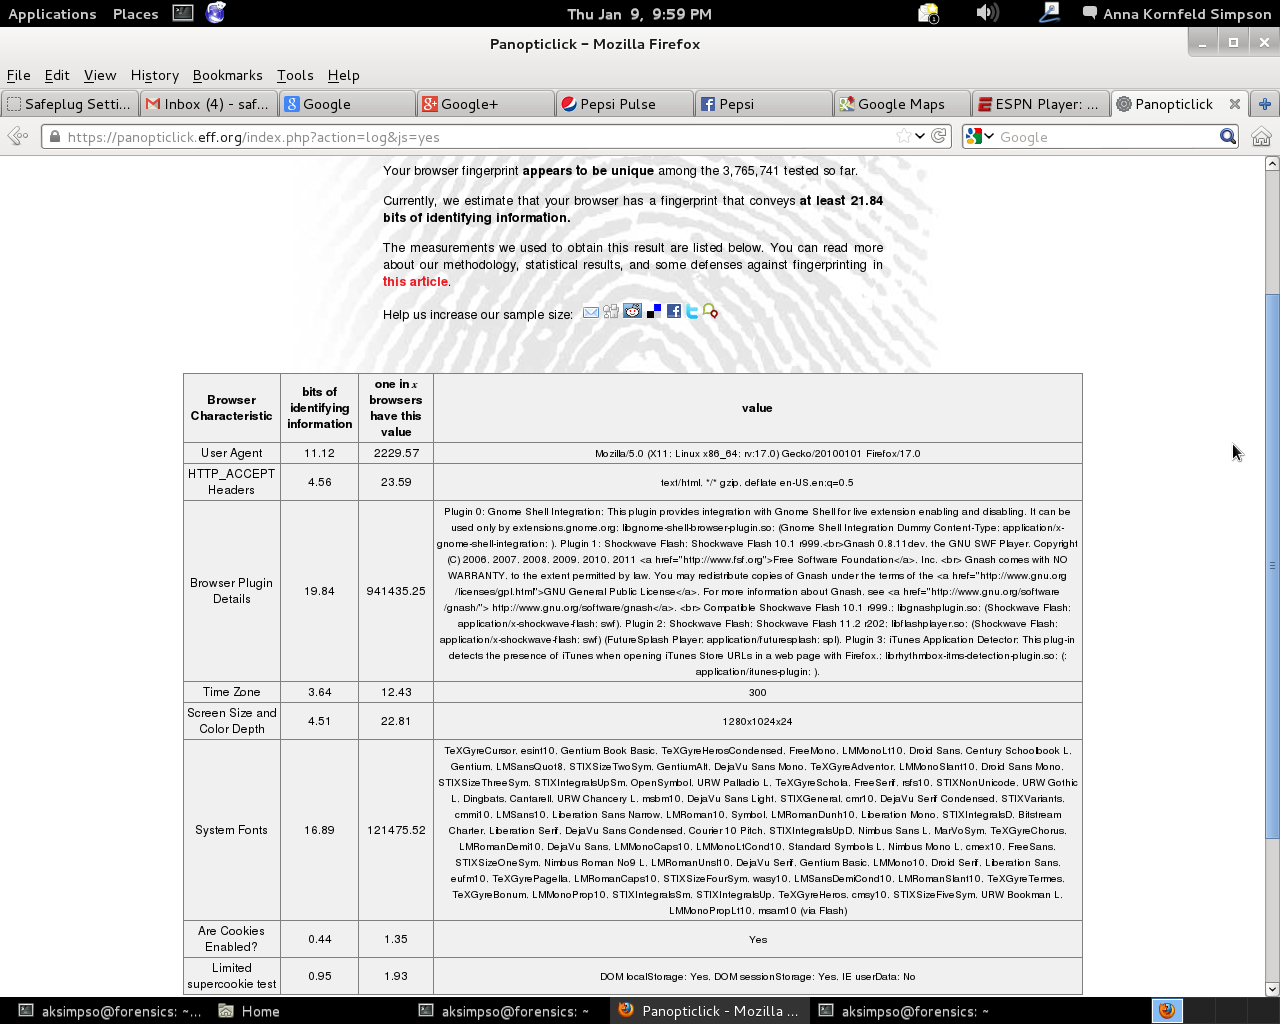 Applications Places Thu Jan 9, 9:59 PM Anna Kornfeld Simpson
Panopticlick – Mozilla Firefox
File Edit View History Bookmarks Tools Help
Safeplug Setti... Inbox (4) - saf... Google Google+ Pepsi Pulse Pepsi Google Maps ESPN Player: ... Panopticlick
https://panopticlick.eff.org/index.php?action=log&js=yes Google
Your browser fingerprint appears to be unique among the 3,765,741 tested so far.
Currently, we estimate that your browser has a fingerprint that conveys at least 21.84
bits of identifying information.
The measurements we used to obtain this result are listed below. You can read more
about our methodology, statistical results, and some defenses against fingerprinting in
this article.
Help us increase our sample size:
Browser Characteristic bits of identifying information one in x browsers have this value value
User Agent 11.12 2229.57 Mozilla/5.0 (X11; Linux x86_64; rv:17.0) Gecko/20100101 Firefox/17.0
HTTP_ACCEPT Headers 4.56 23.59 text/html, */* gzip, deflate en-US,en;q=0.5
Browser Plugin Details 19.84 941435.25
Plugin 0: Gnome Shell Integration; This plugin provides integration with Gnome Shell for live extension enabling and disabling. It can be
used only by extensions.gnome.org; libgnome-shell-browser-plugin.so; (Gnome Shell Integration Dummy Content-Type; application/x-
gnome-shell-integration; ). Plugin 1: Shockwave Flash; Shockwave Flash 10.1 r999.<br>Gnash 0.8.11dev, the GNU SWF Player. Copyright
(C) 2006, 2007, 2008, 2009, 2010, 2011 <a href="http://www.fsf.org">Free Software Foundation</a>, Inc. <br> Gnash comes with NO
WARRANTY, to the extent permitted by law. You may redistribute copies of Gnash under the terms of the <a href="http://www.gnu.org
/licenses/gpl.html">GNU General Public License</a>. For more information about Gnash, see <a href="http://www.gnu.org/software
/gnash/"> http://www.gnu.org/software/gnash</a>. <br> Compatible Shockwave Flash 10.1 r999.; libgnashplugin.so; (Shockwave Flash;
application/x-shockwave-flash; swf). Plugin 2: Shockwave Flash; Shockwave Flash 11.2 r202; libflashplayer.so; (Shockwave Flash;
application/x-shockwave-flash; swf) (FutureSplash Player; application/futuresplash; spl). Plugin 3: iTunes Application Detector; This plug-in
detects the presence of iTunes when opening iTunes Store URLs in a web page with Firefox.; librhythmbox-itms-detection-plugin.so; (;
application/itunes-plugin; ).
Time Zone 3.64 12.43 300
Screen Size and Color Depth 4.51 22.81 1280x1024x24
System Fonts 16.89 121475.52
TeXGyreCursor, esint10, Gentium Book Basic, TeXGyreHerosCondensed, FreeMono, LMMonoLt10, Droid Sans, Century Schoolbook L,
Gentium, LMSansQuot8, STIXSizeTwoSym, GentiumAlt, DejaVu Sans Mono, TeXGyreAdventor, LMMonoSlant10, Droid Sans Mono,
STIXSizeThreeSym, STIXIntegralsUpSm, OpenSymbol, URW Palladio L, TeXGyreSchola, FreeSerif, rsfs10, STIXNonUnicode, URW Gothic
L, Dingbats, Cantarell, URW Chancery L, msbm10, DejaVu Sans Light, STIXGeneral, cmr10, DejaVu Serif Condensed, STIXVariants,
cmmi10, LMSans10, Liberation Sans Narrow, LMRoman10, Symbol, LMRomanDunh10, Liberation Mono, STIXIntegralsD, Bitstream
Charter, Liberation Serif, DejaVu Sans Condensed, Courier 10 Pitch, STIXIntegralsUpD, Nimbus Sans L, MarVoSym, TeXGyreChorus,
LMRomanDemi10, DejaVu Sans, LMMonoCaps10, LMMonoLtCond10, Standard Symbols L, Nimbus Mono L, cmex10, FreeSans,
STIXSizeOneSym, Nimbus Roman No9 L, LMRomanUnsl10, DejaVu Serif, Gentium Basic, LMMono10, Droid Serif, Liberation Sans,
eufm10, TeXGyrePagella, LMRomanCaps10, STIXSizeFourSym, wasy10, LMSansDemiCond10, LMRomanSlant10, TeXGyreTermes,
TeXGyreBonum, LMMonoProp10, STIXIntegralsSm, STIXIntegralsUp, TeXGyreHeros, cmsy10, STIXSizeFiveSym, URW Bookman L,
LMMonoPropLt10, msam10 (via Flash)
Are Cookies Enabled? 0.44 1.35 Yes
Limited supercookie test 0.95 1.93 DOM localStorage: Yes, DOM sessionStorage: Yes, IE userData: No
aksimpso@forensics: ~... Home aksimpso@forensics: ~ Panopticlick - Mozilla ... aksimpso@forensics: ~